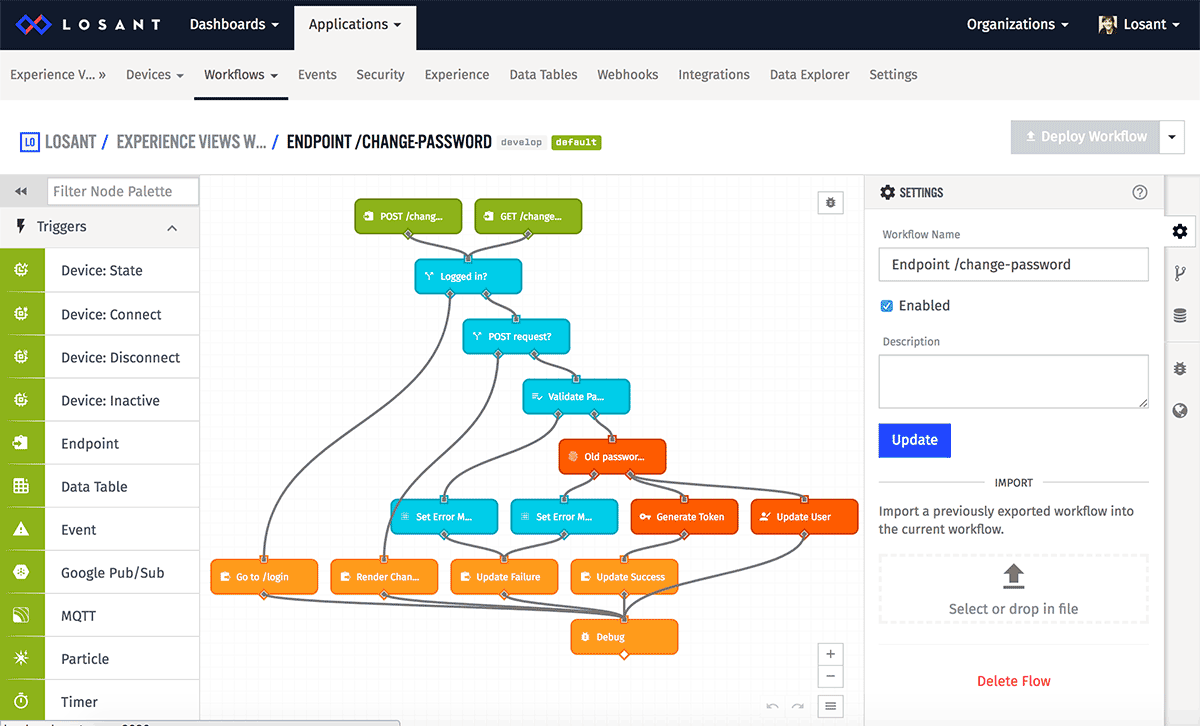 LOSANT Dashboards Applications Organizations Losant
Experience V... » Devices Workflows Events Security Experience Data Tables Webhooks Integrations Data Explorer Settings
LO LOSANT / EXPERIENCE VIEWS W... / ENDPOINT /CHANGE-PASSWORD develop default
Deploy Workflow
Filter Node Palette
Triggers
Device: State
Device: Connect
Device: Disconnect
Device: Inactive
Endpoint
Data Table
Event
Google Pub/Sub
MQTT
Particle
Timer
POST /chang... GET /change...
Logged in?
POST request?
Validate Pa...
Old passwor...
Set Error M... Set Error M... Generate Token Update User
Go to /login Render Chan... Update Failure Update Success
Debug
SETTINGS
Workflow Name
Endpoint /change-password
Enabled
Description
Update
IMPORT
Import a previously exported workflow into
the current workflow.
Select or drop in file
Delete Flow